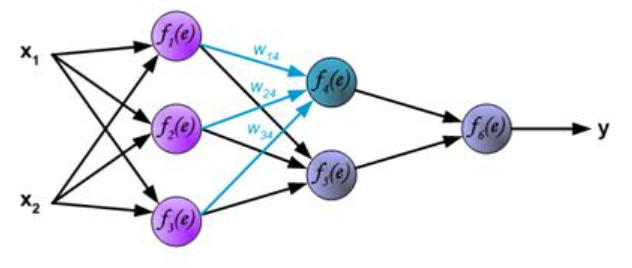 x₁
x₂
f₁(e)
f₂(e)
f₃(e)
w₁₄
w₂₄
w₃₄
f₄(e)
f₅(e)
f₆(e)
y